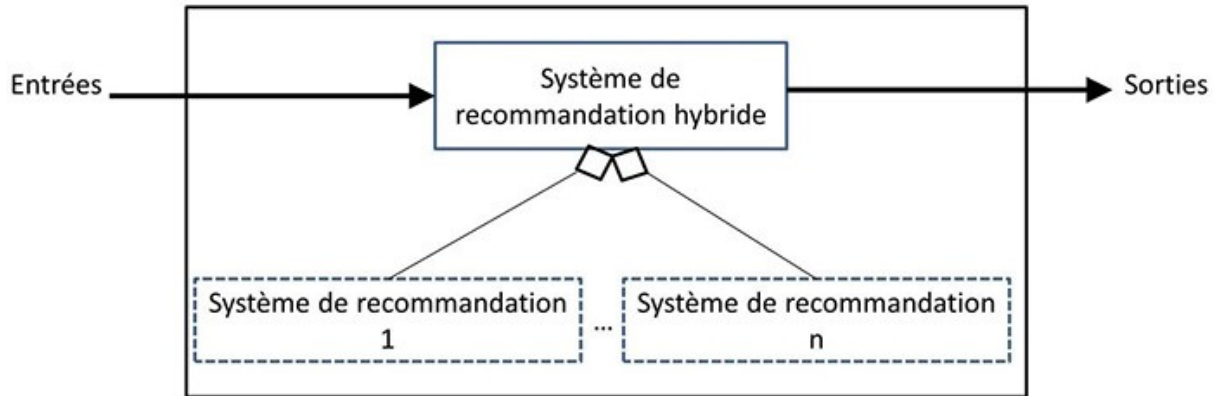 Entrées
Système de
recommandation hybride
Sorties
Système de recommandation
1
...
Système de recommandation
n